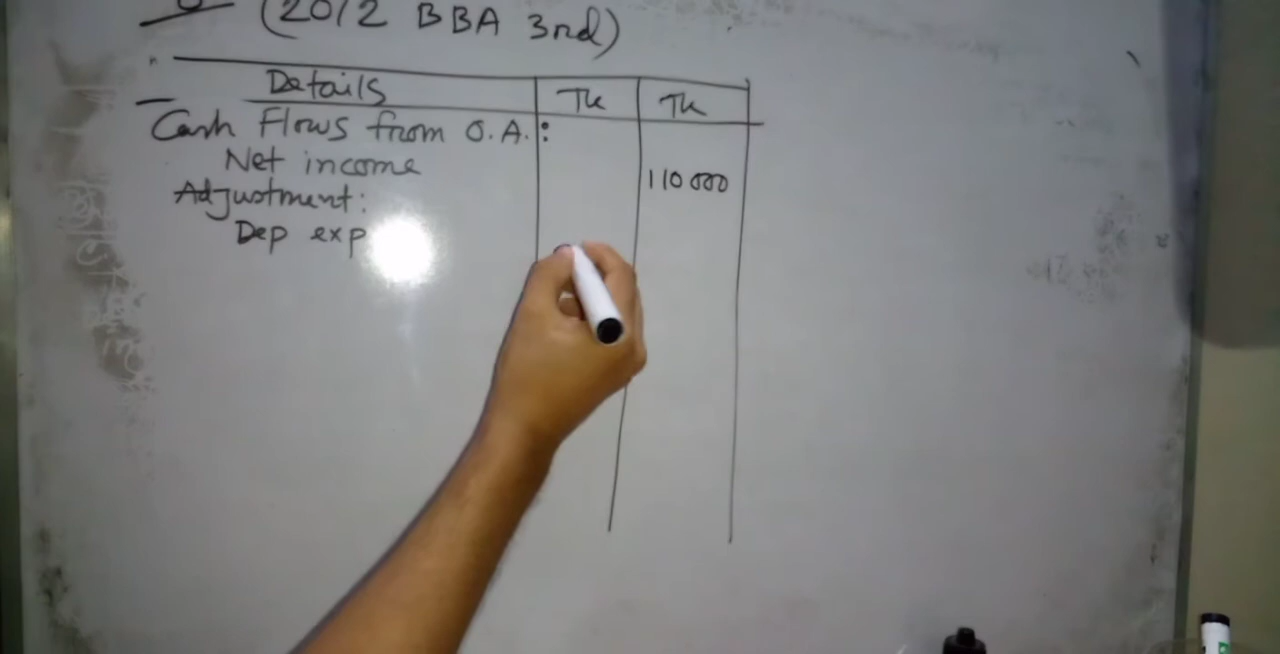 (2012 BBA 3rd)
Details Tk Tk
Cash Flows from O.A.:
Net income 110000
Adjustment:
Dep exp